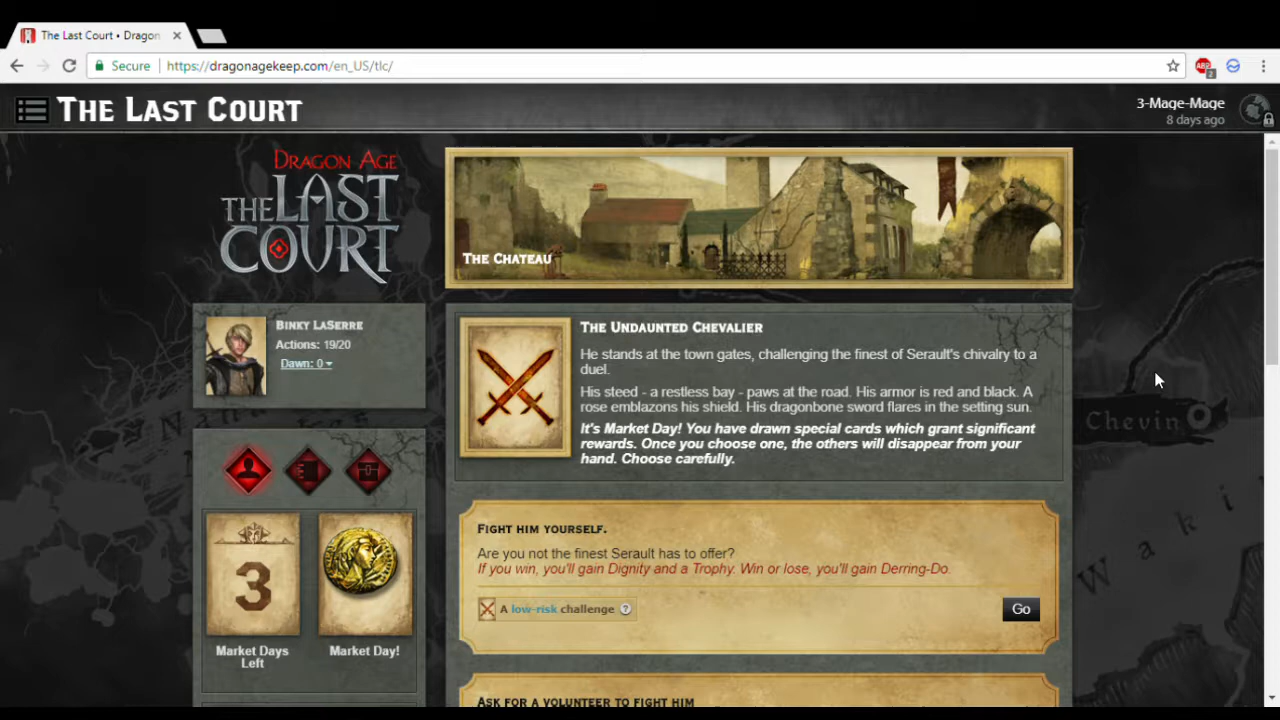 The Last Court • Dragon
Secure https://dragonagekeep.com/en_US/tlc/
ABP
2
THE LAST COURT
3-Mage-Mage
8 days ago
DRAGON AGE
THE LAST
COURT
THE CHATEAU
BINKY LASERRE
Actions: 19/20
Dawn: 0
THE UNDAUNTED CHEVALIER
He stands at the town gates, challenging the finest of Serault's chivalry to a
duel.
His steed - a restless bay - paws at the road. His armor is red and black. A
rose emblazons his shield. His dragonbone sword flares in the setting sun.
It's Market Day! You have drawn special cards which grant significant
rewards. Once you choose one, the others will disappear from your
hand. Choose carefully.
Chevin
FIGHT HIM YOURSELF.
Are you not the finest Serault has to offer?
If you win, you'll gain Dignity and a Trophy. Win or lose, you'll gain Derring-Do.
A low-risk challenge ?
Go
3
Market Days
Left
Market Day!
ASK FOR A VOLUNTEER TO FIGHT HIM